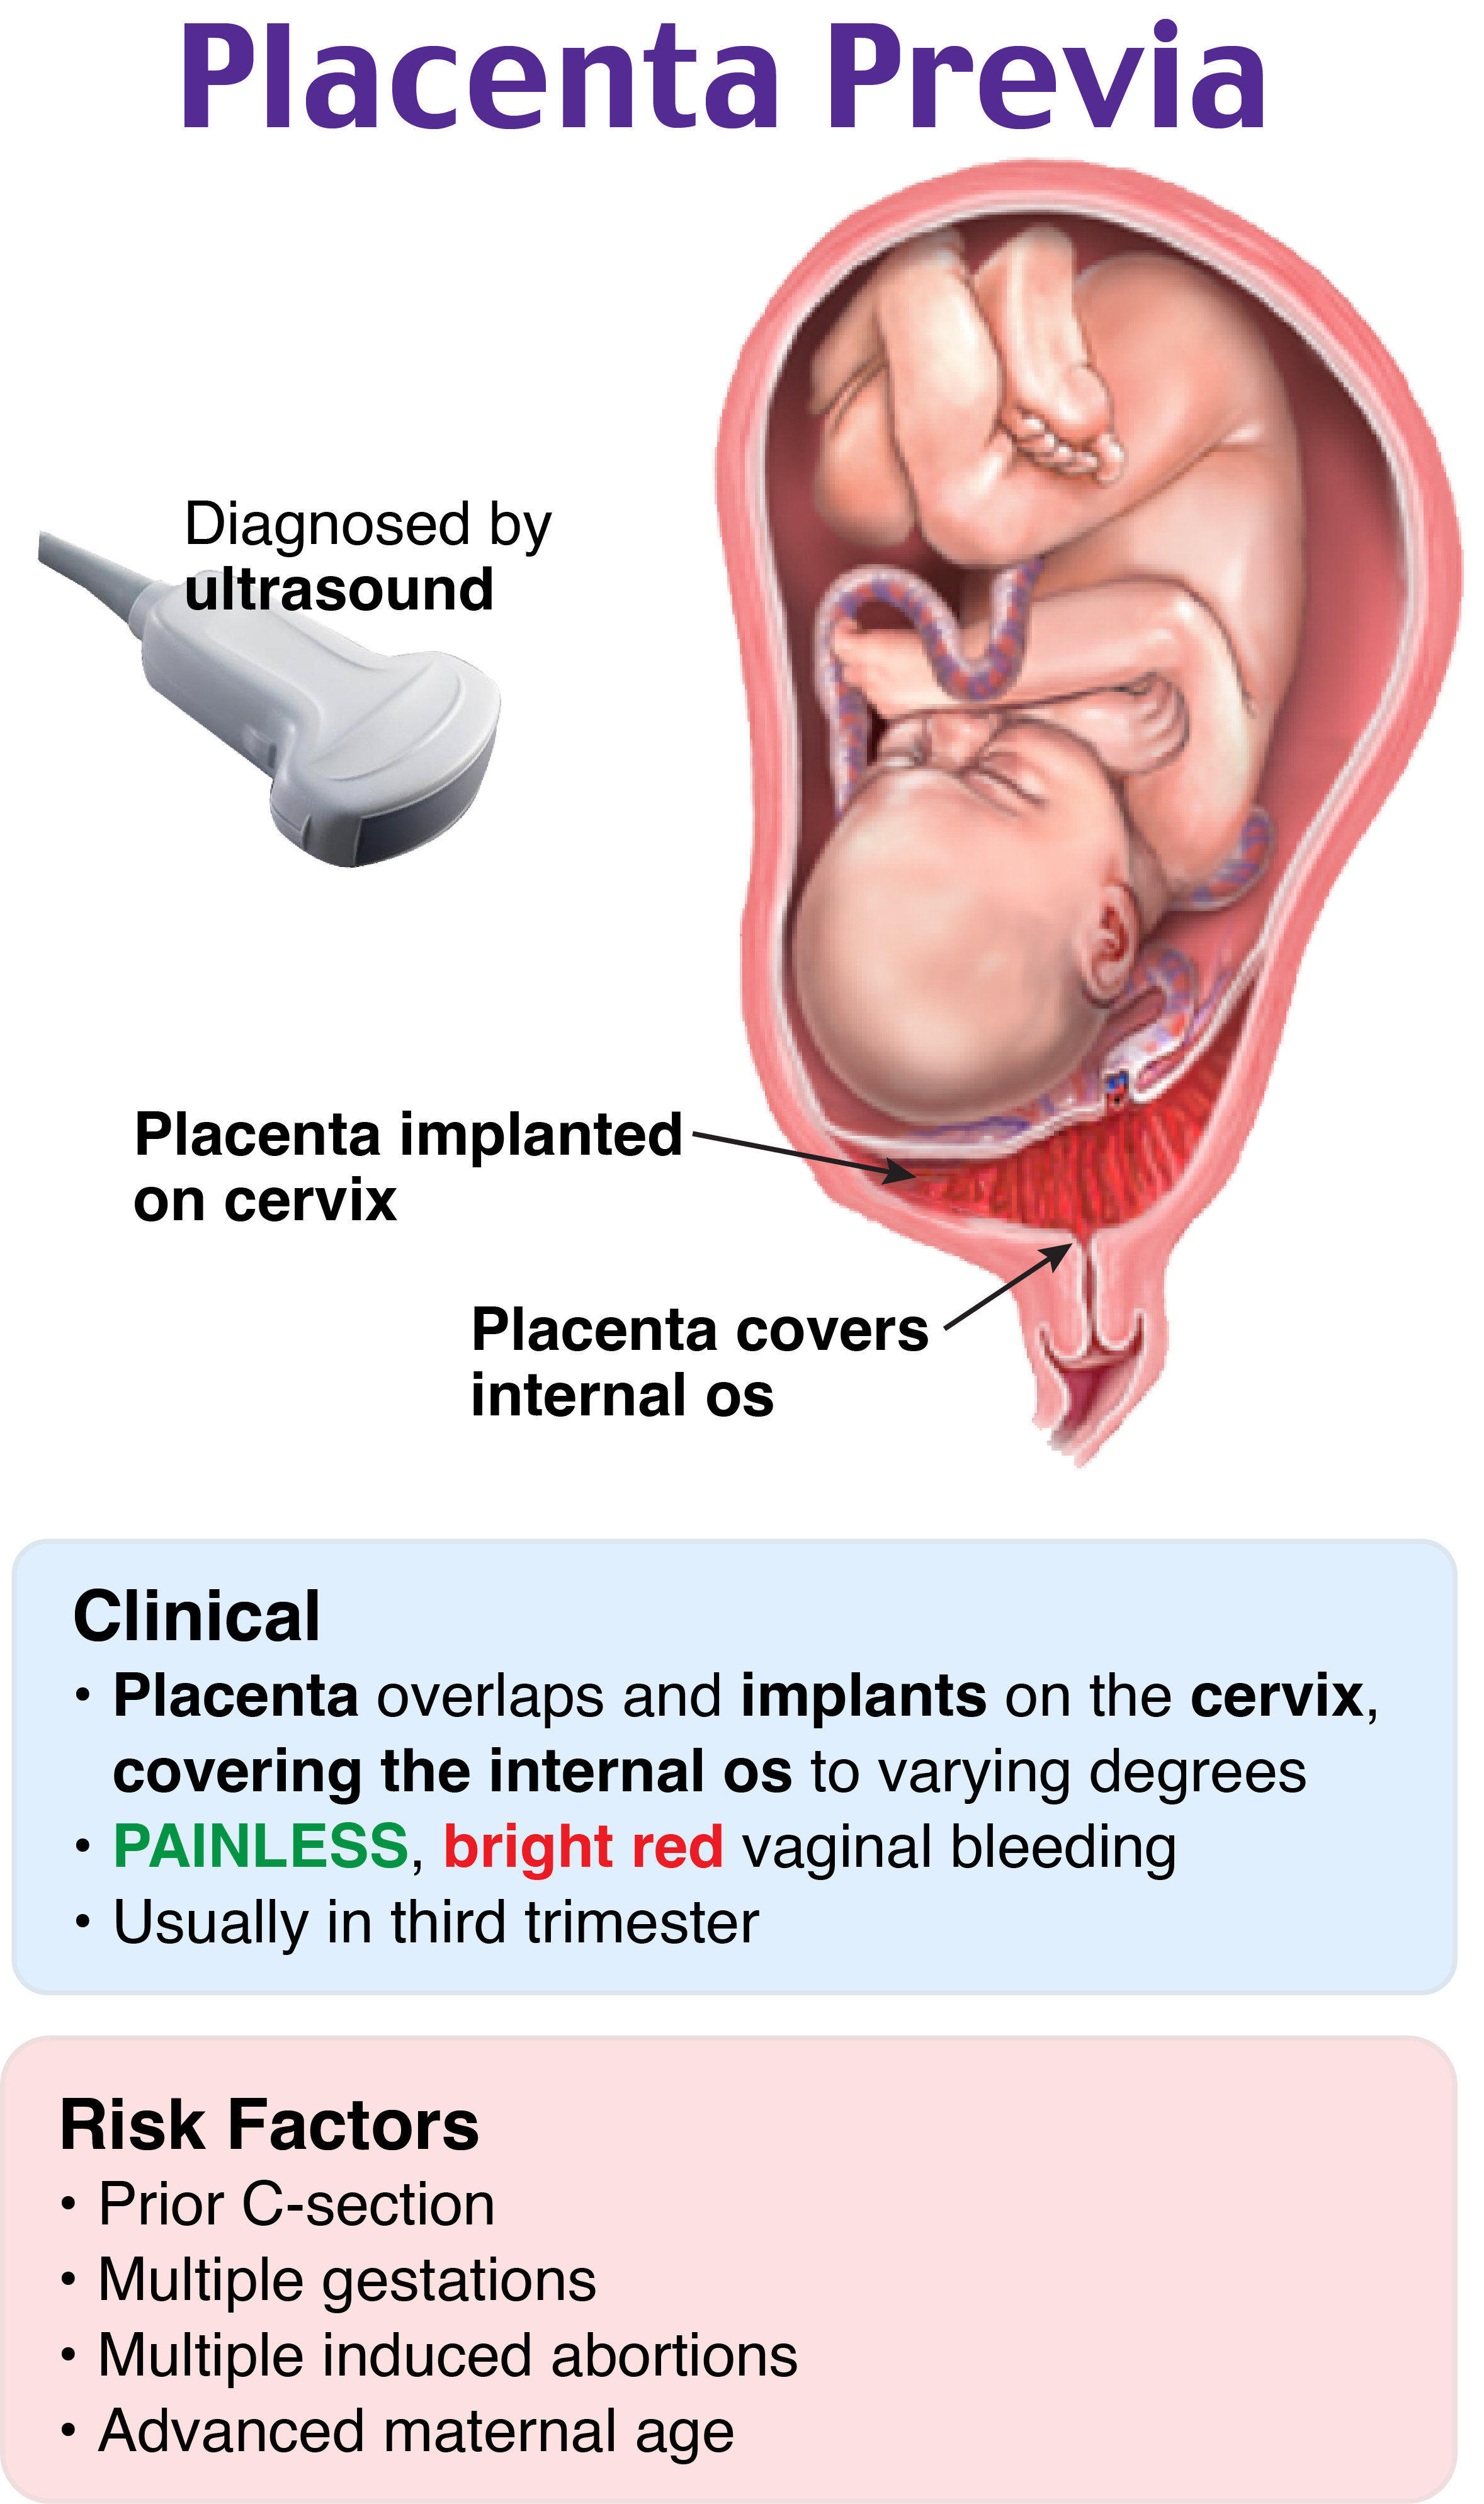 Placenta Previa
Diagnosed by
ultrasound
Placenta implanted
on cervix
Placenta covers
internal os
Clinical
• Placenta overlaps and implants on the cervix,
covering the internal os to varying degrees
• PAINLESS, bright red vaginal bleeding
• Usually in third trimester
Risk Factors
• Prior C-section
• Multiple gestations
• Multiple induced abortions
• Advanced maternal age